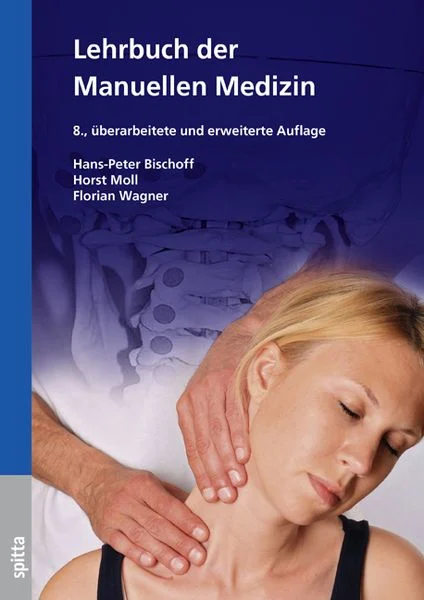 Lehrbuch der
Manuellen Medizin
8., überarbeitete und erweiterte Auflage
Hans-Peter Bischoff
Horst Moll
Florian Wagner
spitta